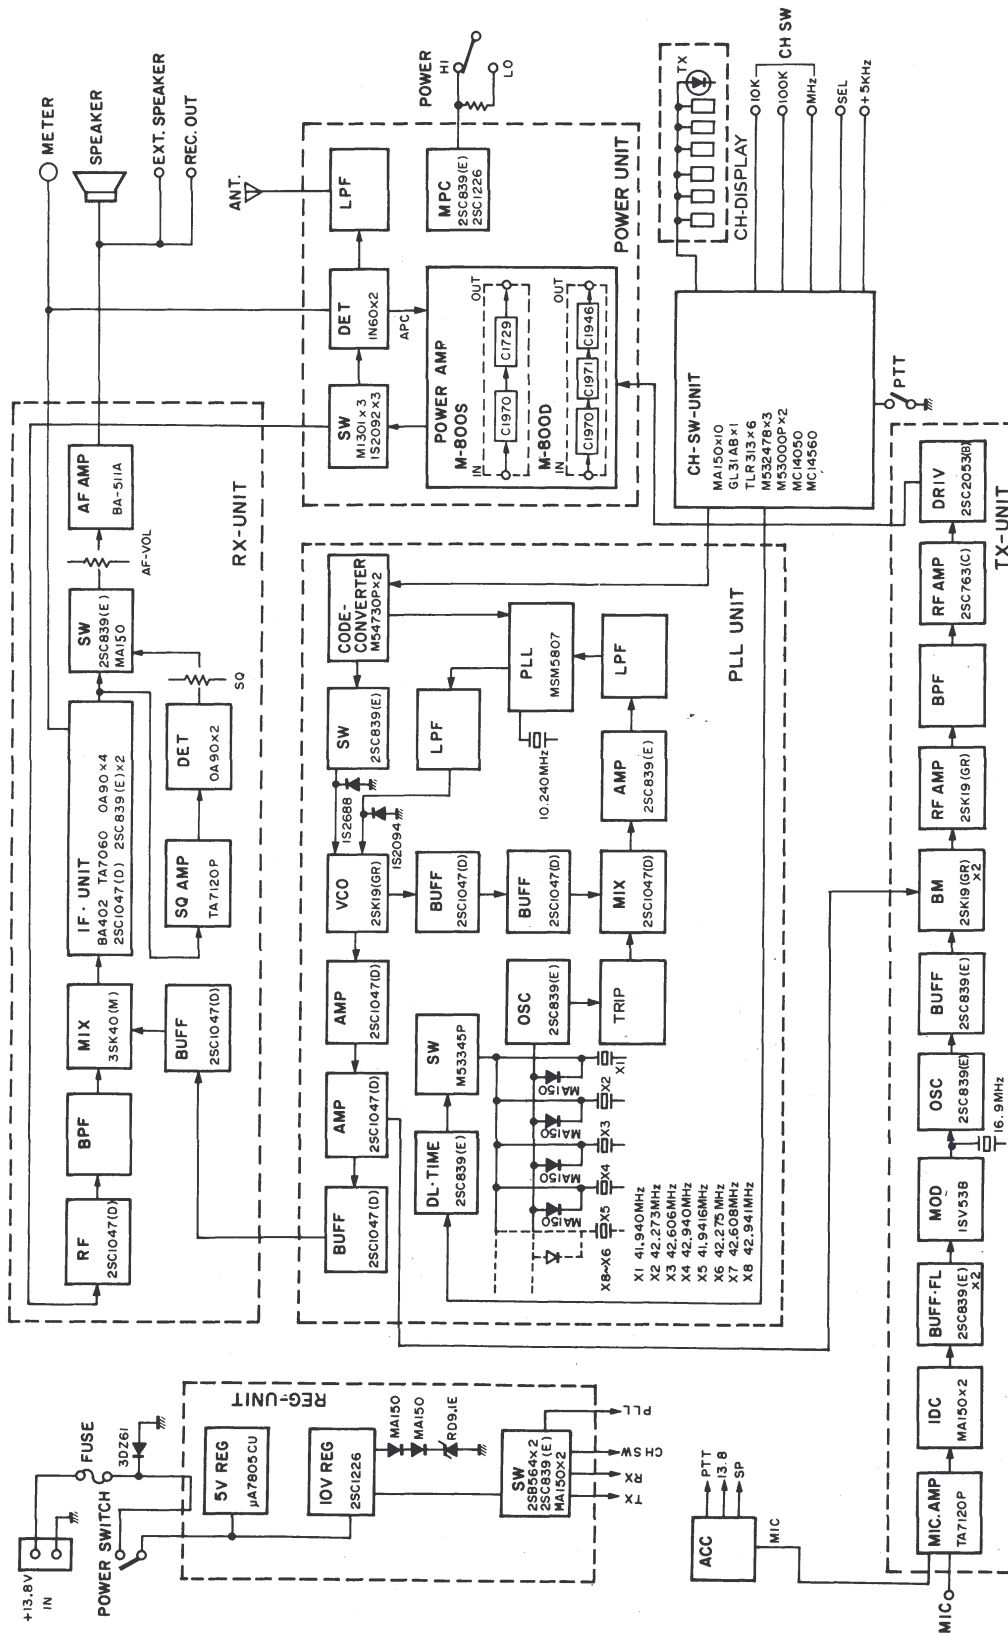 METER
SPEAKER
EXT. SPEAKER
REC. OUT
RX-UNIT
RF
2SC1047(D)
BPF
MIX
3SK40(M)
BUFF
2SC1047(D)
IF·UNIT
BA402 TA7060 0A90×4
2SC1047(D) 2SC839(E)×2
SQ AMP
TA7120P
DET
0A90×2
SQ
SW
2SC839(E)
MA150
AF-VOL
AF AMP
BA-511A
ANT.
POWER
HI
LO
POWER UNIT
SW
M1301×3
1S2092×3
DET
IN60×2
APC
LPF
MPC
2SC839(E)
2SC1226
POWER AMP
M-800S
IN
C1970
C1729
OUT
M-800D
IN
C1970
C1971
C1946
OUT
TX
CH-DISPLAY
CH-SW-UNIT
MA150×10
GL31AB×1
TLR313×6
M532478×3
M53000P×2
MC14050
MC14560
10K
100K
MHz
CH SW
SEL
+5KHz
PTT
PLL UNIT
BUFF
2SC1047(D)
AMP
2SC1047(D)
AMP
2SC1047(D)
VCO
2SK19(GR)
1S2688
1S2094
SW
2SC839(E)
CODE-
CONVERTER
M54730P×2
LPF
PLL
MSM5807
10.240MHz
LPF
AMP
2SC839(E)
BUFF
2SC1047(D)
BUFF
2SC1047(D)
MIX
2SC1047(D)
DL·TIME
2SC839(E)
SW
M53345P
OSC
2SC839(E)
TRIP
MA150
MA150
MA150
MA150
X8~X6
X5
X4
X3
X2
X1
X1 41.940MHz
X2 42.273MHz
X3 42.606MHz
X4 42.940MHz
X5 41.9416MHz
X6 42.275MHz
X7 42.608MHz
X8 42.941MHz
+13.8V
IN
FUSE
3DZ61
POWER SWITCH
REG-UNIT
5V REG
μA7805CU
10V REG
2SC1226
MA150
MA150
RD9.1E
SW
2SB564×2
2SC839(E)
MA150×2
TX
RX
CH SW
PLL
ACC
PTT
13.8
SP
MIC
TX-UNIT
MIC
MIC.AMP
TA7120P
IDC
MA150×2
BUFF·FL
2SC839(E)
×2
MOD
1SV53B
16.9MHz
OSC
2SC839(E)
BUFF
2SC839(E)
BM
2SK19(GR)
×2
RF AMP
2SK19(GR)
BPF
RF AMP
2SC763(C)
DRIV
2SC2053(B)